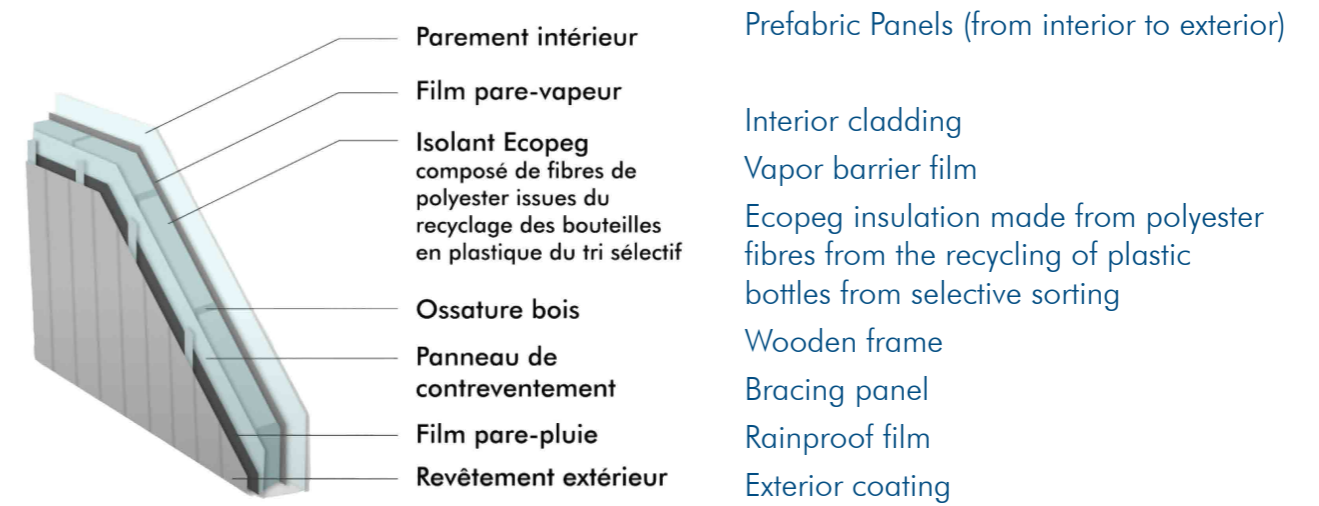 Parement intérieur
Film pare-vapeur
Isolant Ecopeg
composé de fibres de
polyester issues du
recyclage des bouteilles
en plastique du tri sélectif
Ossature bois
Panneau de
contreventement
Film pare-pluie
Revêtement extérieur
Prefabric Panels (from interior to exterior)
Interior cladding
Vapor barrier film
Ecopeg insulation made from polyester
fibres from the recycling of plastic
bottles from selective sorting
Wooden frame
Bracing panel
Rainproof film
Exterior coating